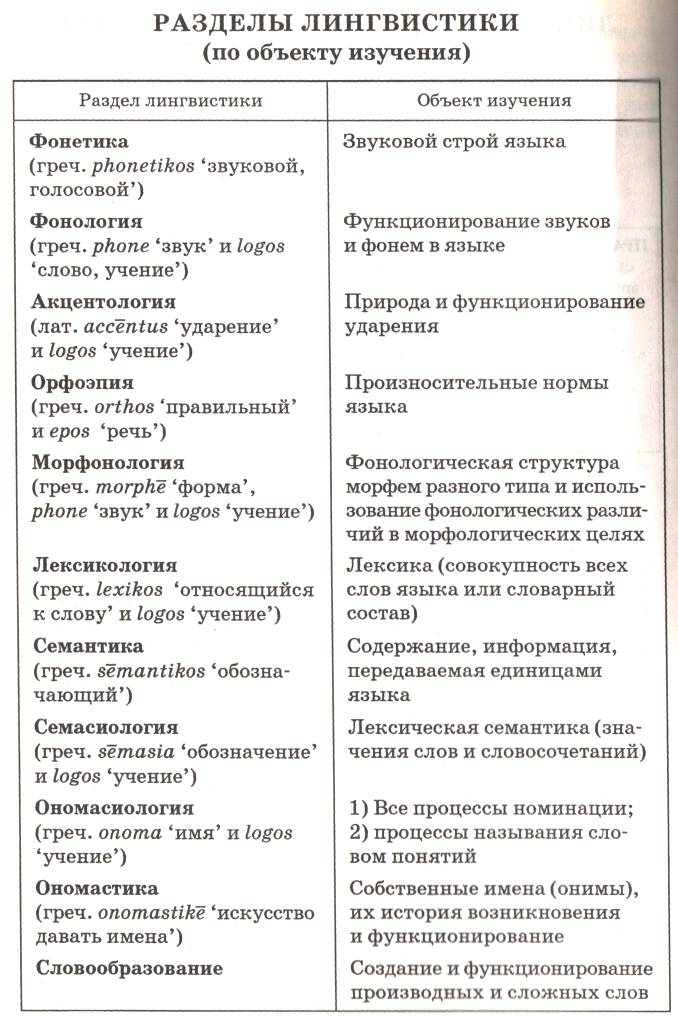 РАЗДЕЛЫ ЛИНГВИСТИКИ
(по объекту изучения)
Раздел лингвистики
Объект изучения
Фонетика
(греч. phonetikos ‘звуковой,
голосовой’)
Звуковой строй языка
Фонология
(греч. phone ‘звук’ и logos
‘слово, учение’)
Функционирование звуков
и фонем в языке
Акцентология
(лат. accēntus ‘ударение’
и logos ‘учение’)
Природа и функционирование
ударения
Орфоэпия
(греч. orthos ‘правильный’
и epos ‘речь’)
Произносительные нормы
языка
Морфонология
(греч. morphē ‘форма’,
phone ‘звук’ и logos ‘учение’)
Фонологическая структура
морфем разного типа и исполь-
зование фонологических разли-
чий в морфологических целях
Лексикология
(греч. lexikos ‘относящийся
к слову’ и logos ‘учение’)
Лексика (совокупность всех
слов языка или словарный
состав)
Семантика
(греч. sēmantikos ‘обозна-
чающий’)
Содержание, информация,
передаваемая единицами
языка
Семасиология
(греч. sēmasia ‘обозначение’
и logos ‘учение’)
Лексическая семантика (зна-
чения слов и словосочетаний)
Ономасиология
(греч. onoma ‘имя’ и logos
‘учение’)
1) Все процессы номинации;
2) процессы называния сло-
вом понятий
Ономастика
(греч. onomastikē ‘искусство
давать имена’)
Собственные имена (онимы),
их история возникновения
и функционирование
Словообразование
Создание и функционирование
производных и сложных слов